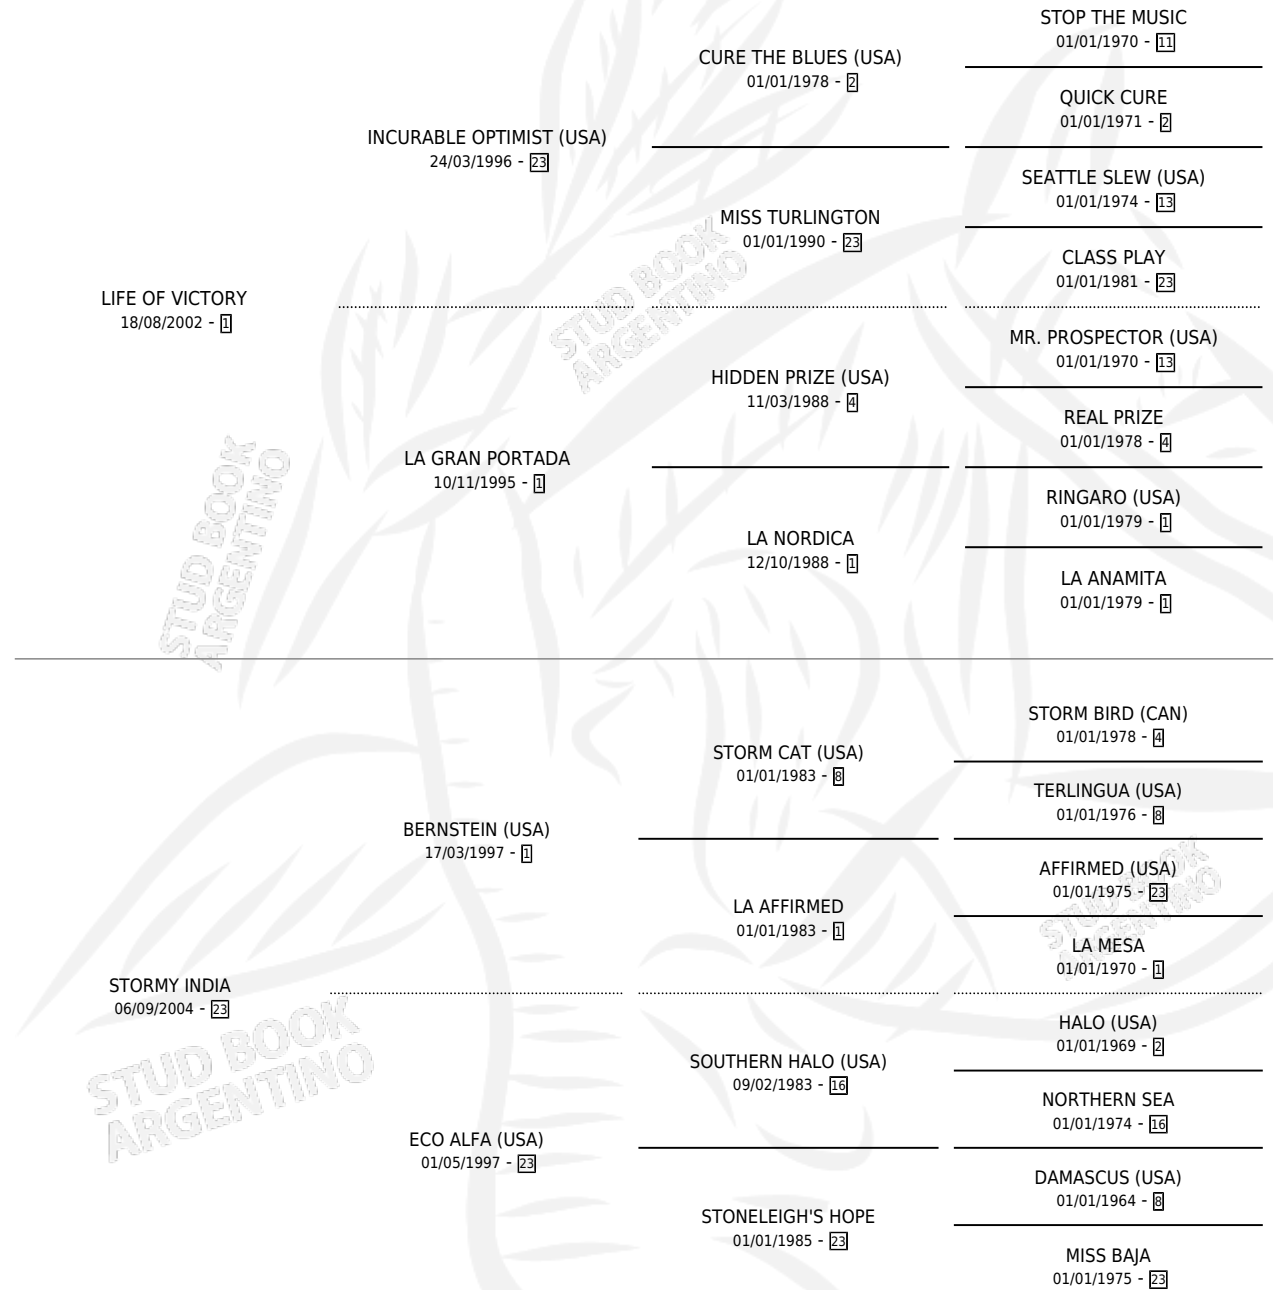 STOP THE MUSIC
01/01/1970 - 11
CURE THE BLUES (USA)
01/01/1978 - 2
QUICK CURE
01/01/1971 - 2
INCURABLE OPTIMIST (USA)
24/03/1996 - 23
SEATTLE SLEW (USA)
01/01/1974 - 13
MISS TURLINGTON
01/01/1990 - 23
CLASS PLAY
01/01/1981 - 23
STUD BOOK
ARGENTINO
LIFE OF VICTORY
18/08/2002 - 1
MR. PROSPECTOR (USA)
01/01/1970 - 13
HIDDEN PRIZE (USA)
11/03/1988 - 4
REAL PRIZE
01/01/1978 - 4
LA GRAN PORTADA
10/11/1995 - 1
RINGARO (USA)
01/01/1979 - 1
LA NORDICA
12/10/1988 - 1
LA ANAMITA
01/01/1979 - 1
STUD BOOK
ARGENTINO
STORM BIRD (CAN)
01/01/1978 - 4
STORM CAT (USA)
01/01/1983 - 8
TERLINGUA (USA)
01/01/1976 - 8
BERNSTEIN (USA)
17/03/1997 - 1
AFFIRMED (USA)
01/01/1975 - 23
LA AFFIRMED
01/01/1983 - 1
LA MESA
01/01/1970 - 1
STUD BOOK
ARGENTINO
STORMY INDIA
06/09/2004 - 23
HALO (USA)
01/01/1969 - 2
SOUTHERN HALO (USA)
09/02/1983 - 16
NORTHERN SEA
01/01/1974 - 16
STUD BOOK
ARGENTINO
ECO ALFA (USA)
01/05/1997 - 23
DAMASCUS (USA)
01/01/1964 - 8
STONELEIGH'S HOPE
01/01/1985 - 23
MISS BAJA
01/01/1975 - 23